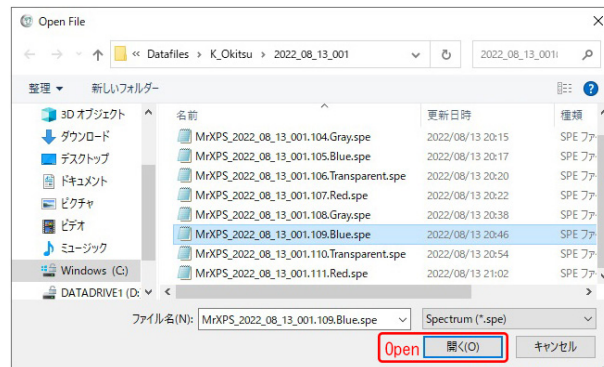 Open File
« Datafiles > K_Okitsu > 2022_08_13_001
2022_08_13_001
整理 新しいフォルダー
名前 更新日時 種類
3D オブジェクト
ダウンロード
デスクトップ
ドキュメント
ピクチャ
ビデオ
ミュージック
Windows (C:)
DATADRIVE1 (D:
MrXPS_2022_08_13_001.104.Gray.spe 2022/08/13 20:15 SPE ファ
MrXPS_2022_08_13_001.105.Blue.spe 2022/08/13 20:17 SPE ファ
MrXPS_2022_08_13_001.106.Transparent.spe 2022/08/13 20:20 SPE ファ
MrXPS_2022_08_13_001.107.Red.spe 2022/08/13 20:22 SPE ファ
MrXPS_2022_08_13_001.108.Gray.spe 2022/08/13 20:38 SPE ファ
MrXPS_2022_08_13_001.109.Blue.spe 2022/08/13 20:46 SPE ファ
MrXPS_2022_08_13_001.110.Transparent.spe 2022/08/13 20:54 SPE ファ
MrXPS_2022_08_13_001.111.Red.spe 2022/08/13 21:02 SPE ファ
ファイル名(N): MrXPS_2022_08_13_001.109.Blue.spe Spectrum (*.spe)
Open 開く(O) キャンセル